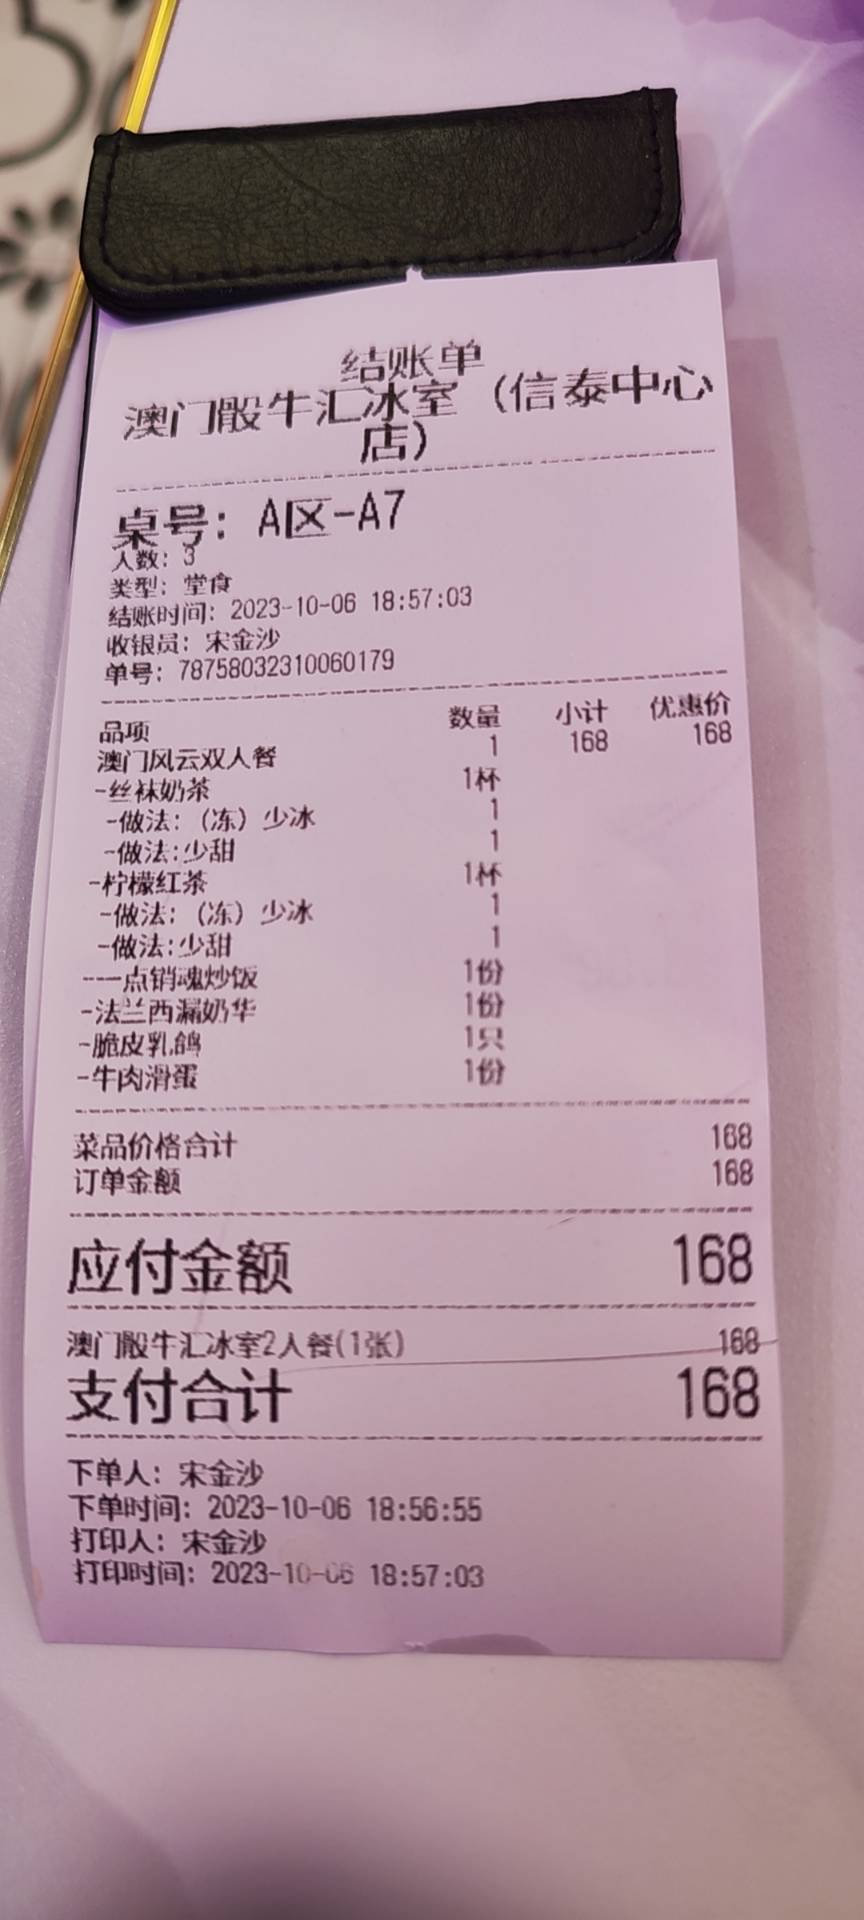 结账单
澳门骰牛汇冰室（信泰中心
店）
桌号：A区-A7
人数：3
类型：堂食
结账时间：2023-10-06 18:57:03
收银员：宋金沙
单号：78758032310060179
品项 数量 小计 优惠价
澳门风云双人餐 1 168 168
-丝袜奶茶 1杯
-做法：（冻）少冰 1
-做法:少甜 1
-柠檬红茶 1杯
-做法：（冻）少冰 1
-做法:少甜 1
-一点销魂炒饭 1份
-法兰西漏奶华 1份
-脆皮乳鸽 1只
-牛肉滑蛋 1份
菜品价格合计 168
订单金额 168
应付金额 168
澳门骰牛汇冰室2人餐(1张) 168
支付合计 168
下单人：宋金沙
下单时间：2023-10-06 18:56:55
打印人：宋金沙
打印时间：2023-10-06 18:57:03